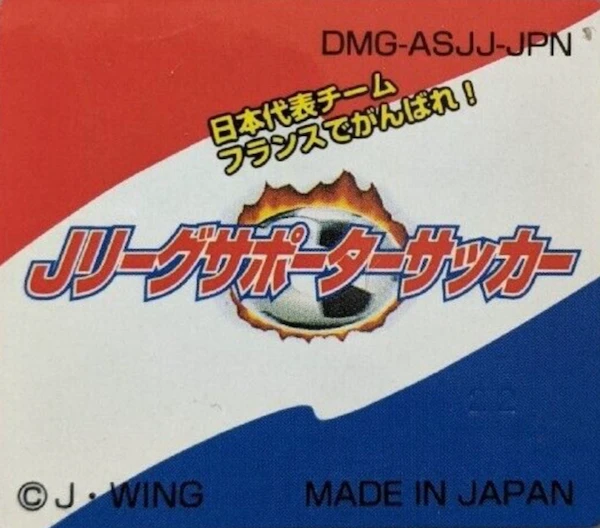 DMG-ASJJ-JPN
日本代表チーム
フランスでがんばれ！
Jリーグサポーターサッカー
©J・WING
MADE IN JAPAN